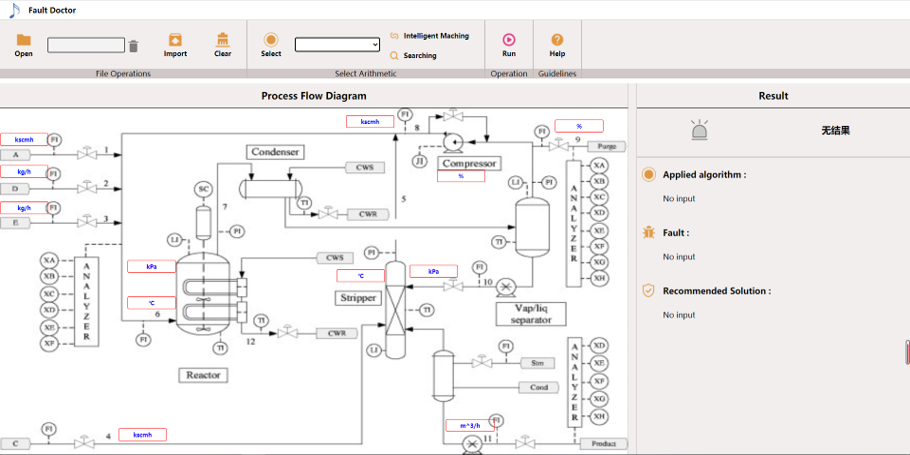 Fault Doctor
Open
Import
Clear
Select
Intelligent Maching
Searching
Run
Help
File Operations
Select Arithmetic
Operation
Guidelines
Process Flow Diagram
Result
kscmh
FI
A
1
kg/h
FI
D
2
kg/h
FI
E
3
kscmh
FI
8
JI
Compressor
%
FI
%
9
Purge
Condenser
CWS
TI
CWR
5
SC
7
LI
PI
LI
PI
TI
XA
XB
XC
XD
XE
XF
XG
XH
ANALYZER
XA
XB
XC
XD
XE
XF
ANALYZER
kPa
°C
6
FI
TI
Reactor
CWS
TI
12
CWR
PI
°C
kPa
Stripper
TI
LI
FI
10
Vap/liq
separator
FI
Stm
Cond
XD
XE
XF
XG
XH
ANALYZER
FI
C
4
kscmh
m^3/h
FI
11
Product
无结果
Applied algorithm :
No input
Fault :
No input
Recommended Solution :
No input